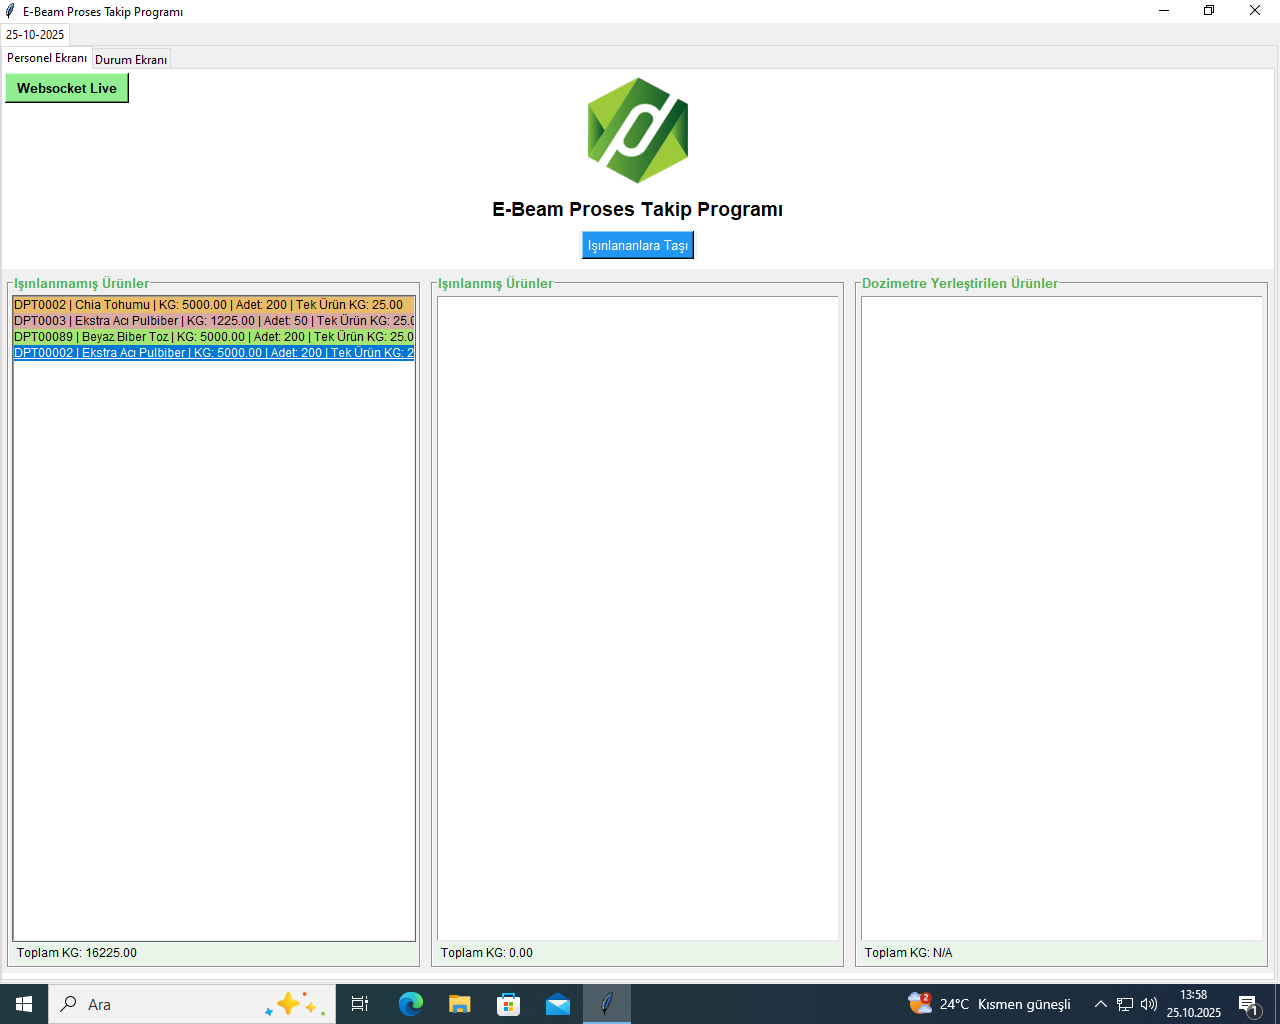 E-Beam Proses Takip Programı
25-10-2025
Personel Ekranı
Durum Ekranı
Websocket Live
E-Beam Proses Takip Programı
Işınlananlara Taşı
Işınlanmamış Ürünler
DPT0002 | Chia Tohumu | KG: 5000.00 | Adet: 200 | Tek Ürün KG: 25.00
DPT0003 | Ekstra Acı Pulbiber | KG: 1225.00 | Adet: 50 | Tek Ürün KG: 25.0
DPT00089 | Beyaz Biber Toz | KG: 5000.00 | Adet: 200 | Tek Ürün KG: 25.0
DPT00002 | Ekstra Acı Pulbiber | KG: 5000.00 | Adet: 200 | Tek Ürün KG: 2
Toplam KG: 16225.00
Işınlanmış Ürünler
Toplam KG: 0.00
Dozimetre Yerleştirilen Ürünler
Toplam KG: N/A
Ara
2
24°C Kısmen güneşli
13:58
25.10.2025
1